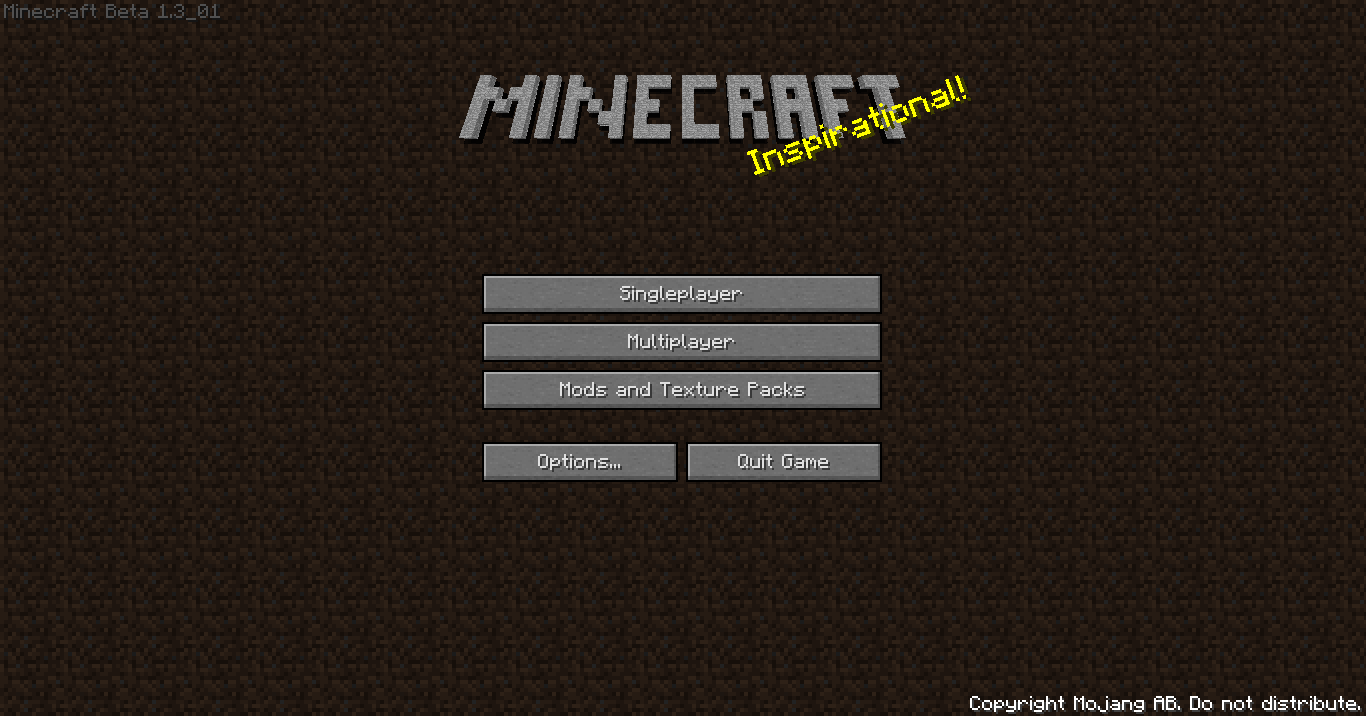 Minecraft Beta 1.3_01
MINECRAFT
Inspirational!
Singleplayer
Multiplayer
Mods and Texture Packs
Options...
Quit Game
Copyright Mojang AB. Do not distribute.